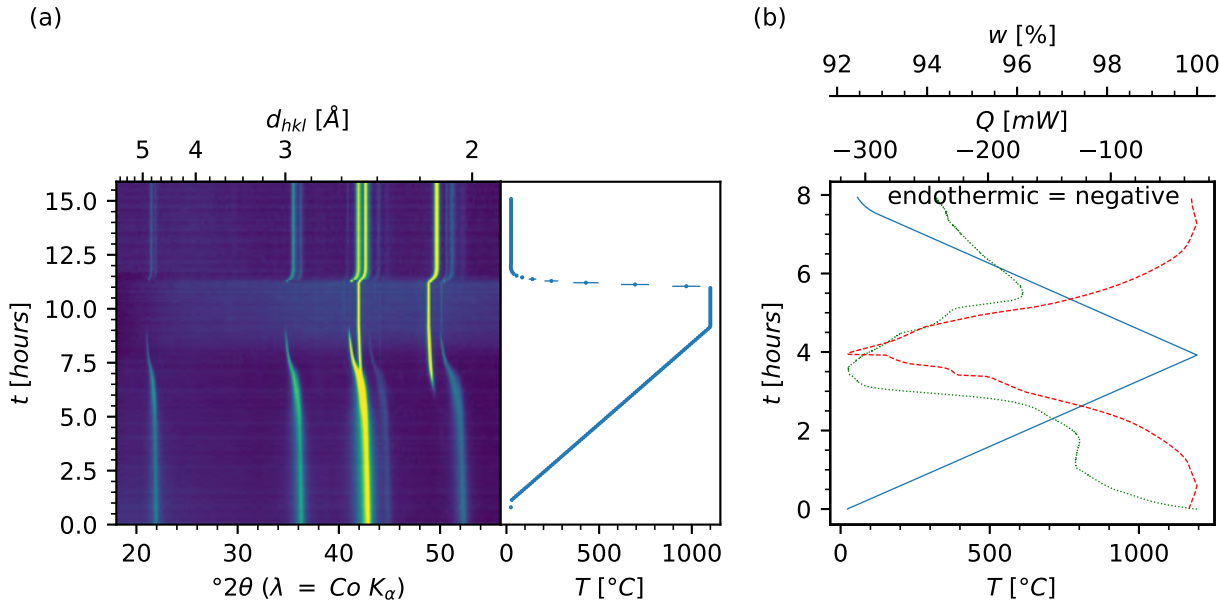 (a)
d_hkl [Å]
5 4 3 2
15.0
12.5
10.0
7.5
5.0
2.5
0.0
t [hours]
20 30 40 50
°2θ (λ = Co K_α)
0 500 1000
T [°C]
(b)
w [%]
92 94 96 98 100
Q [mW]
−300 −200 −100
endothermic = negative
8
6
4
2
0
t [hours]
0 500 1000
T [°C]